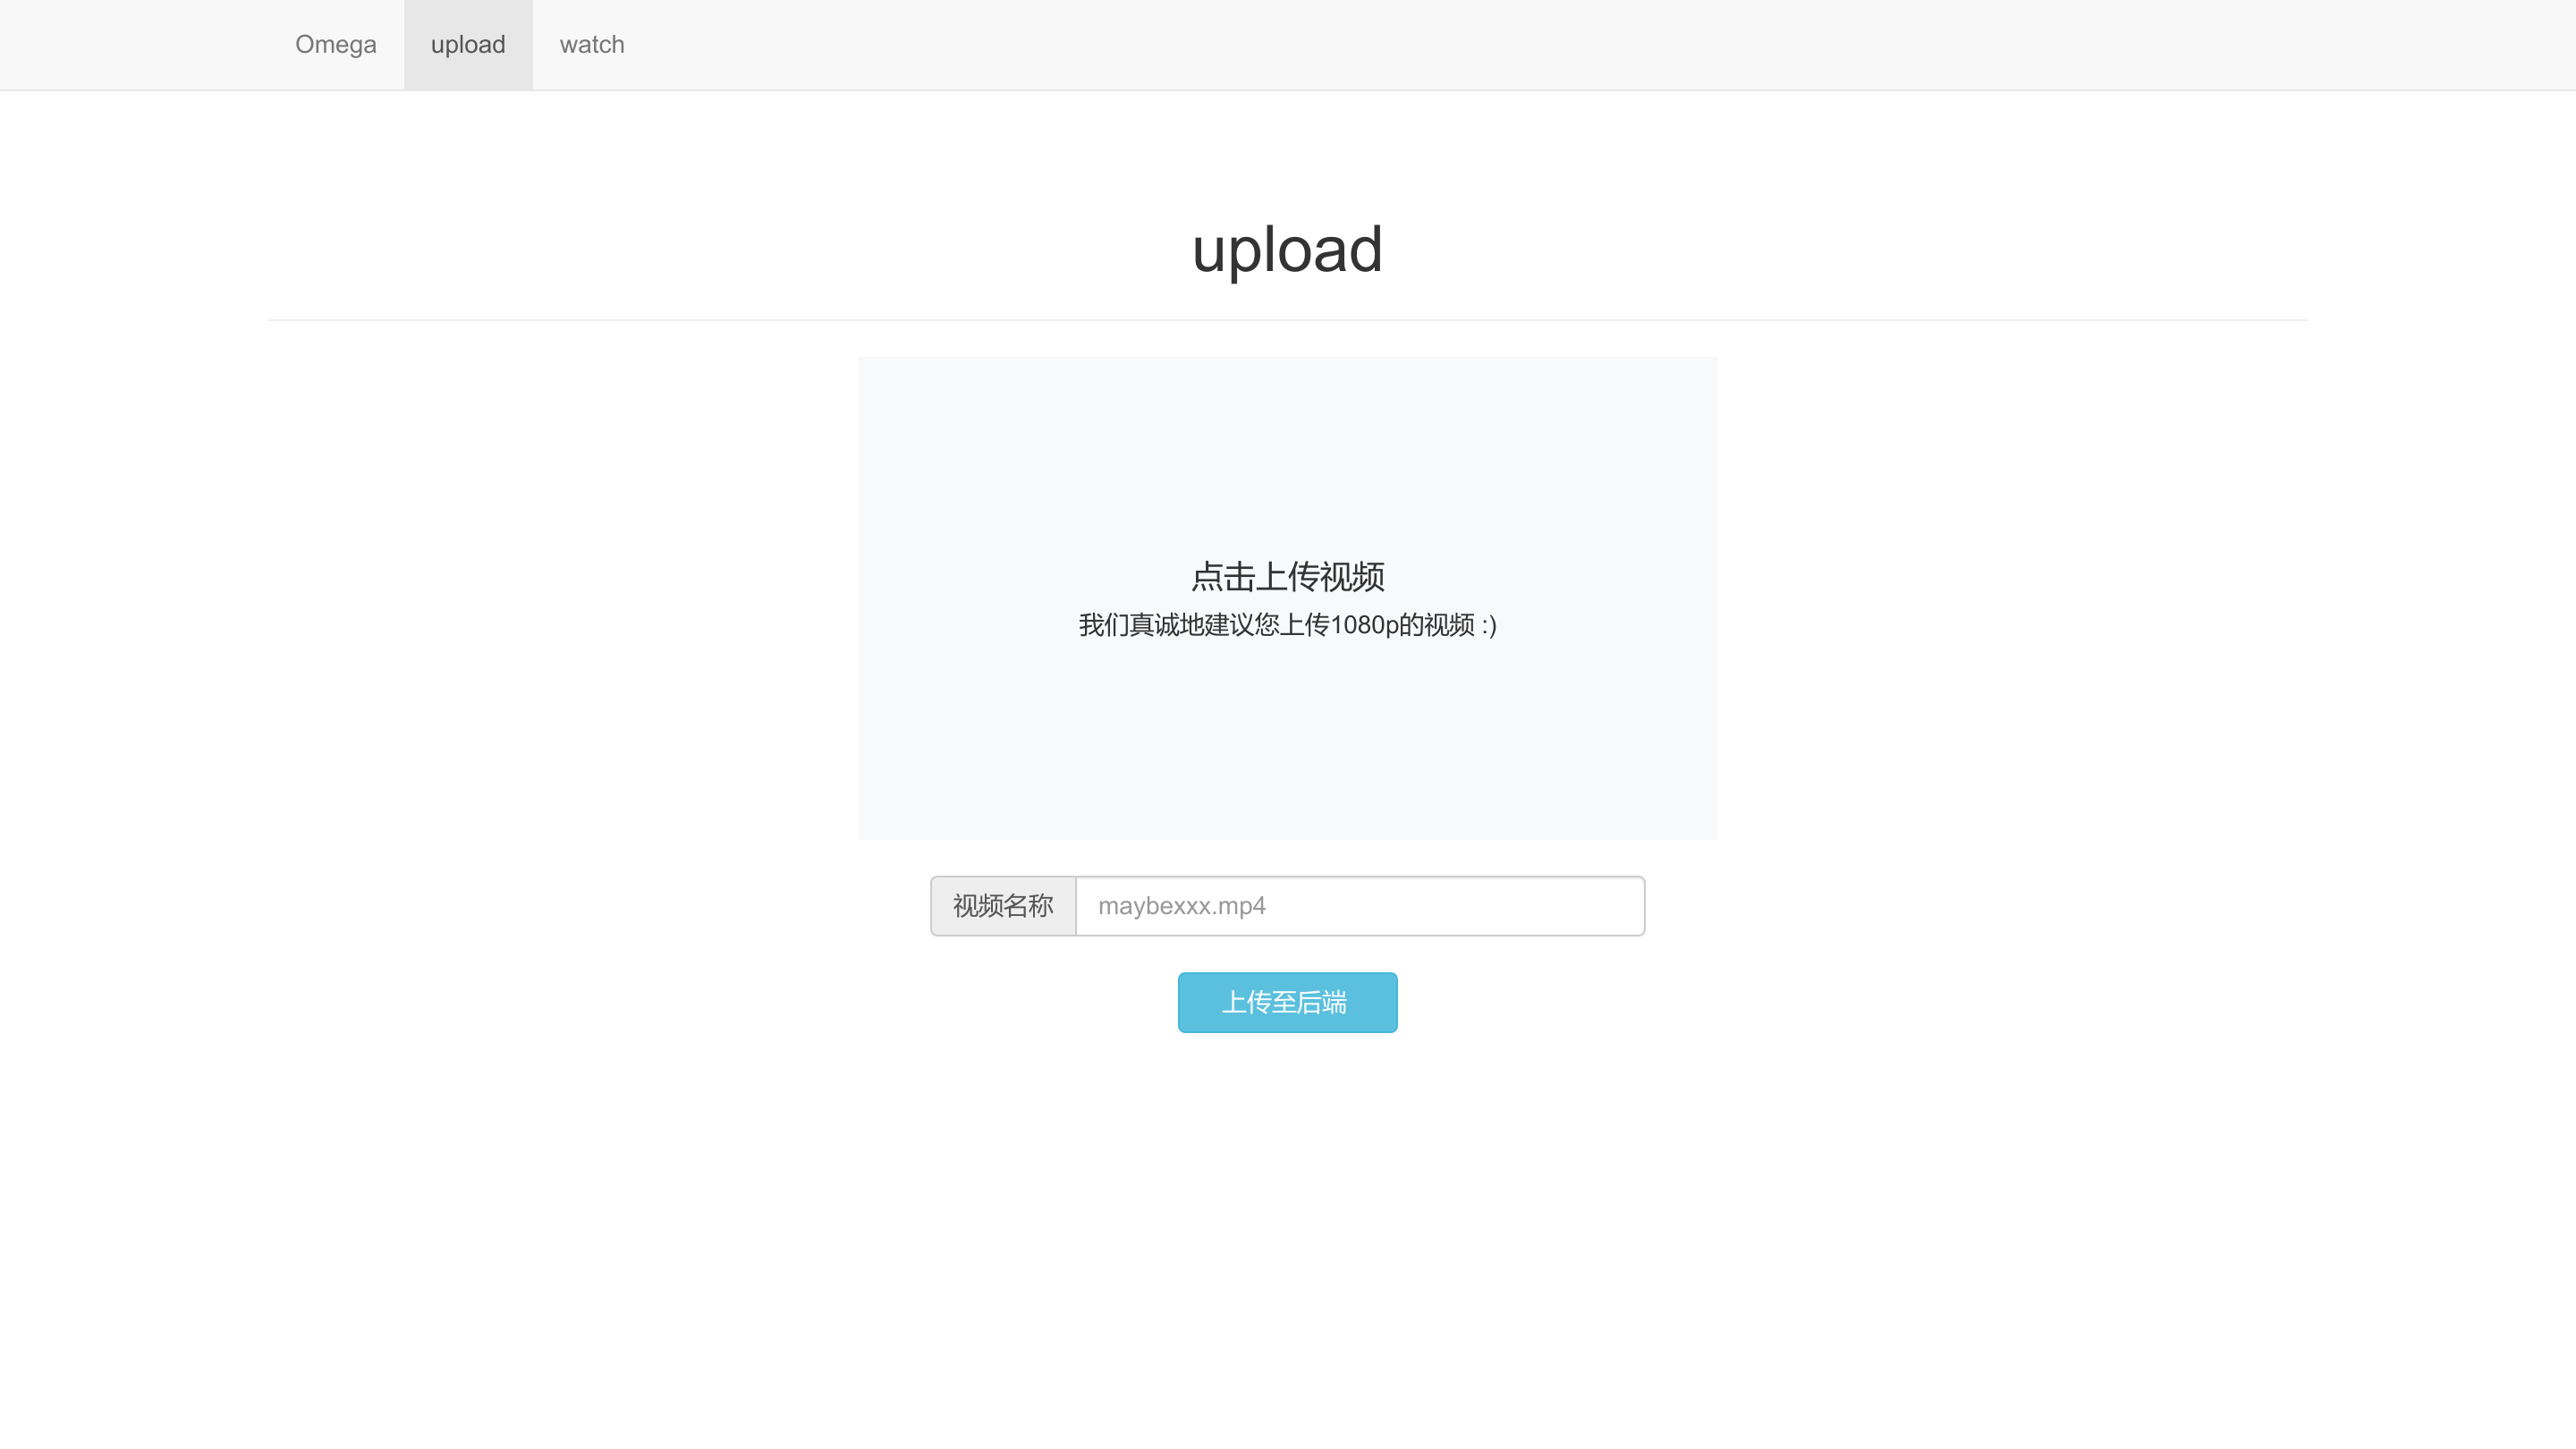 Omega upload watch
upload
点击上传视频
我们真诚地建议您上传1080p的视频 :)
视频名称 maybexxx.mp4
上传至后端